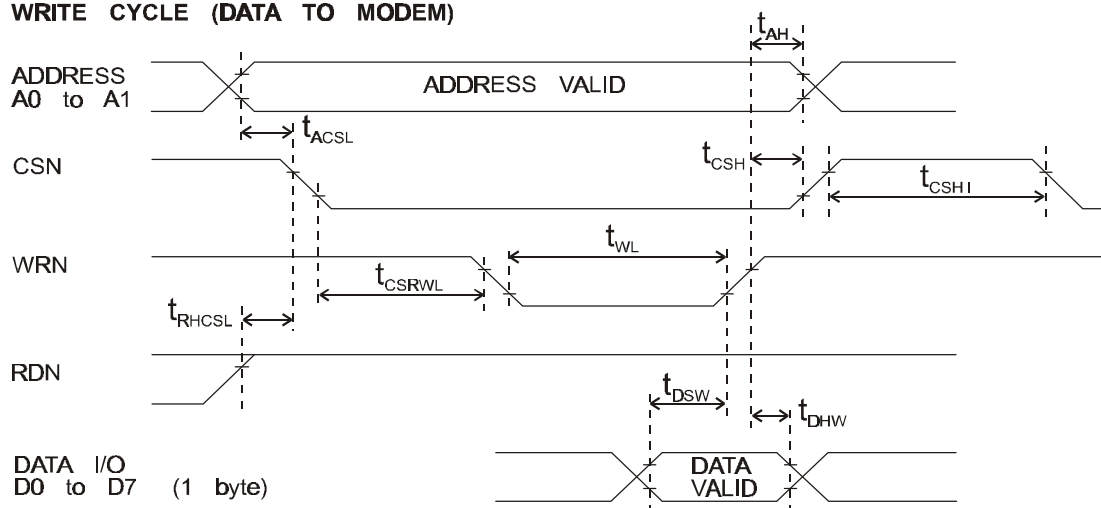 WRITE CYCLE (DATA TO MODEM)
tAH
ADDRESS
A0 to A1
ADDRESS VALID
tACSL
CSN
tCSH
tCSHI
WRN
tWL
tCSRWL
tRHCSL
RDN
tDSW
tDHW
DATA I/O
D0 to D7 (1 byte)
DATA
VALID